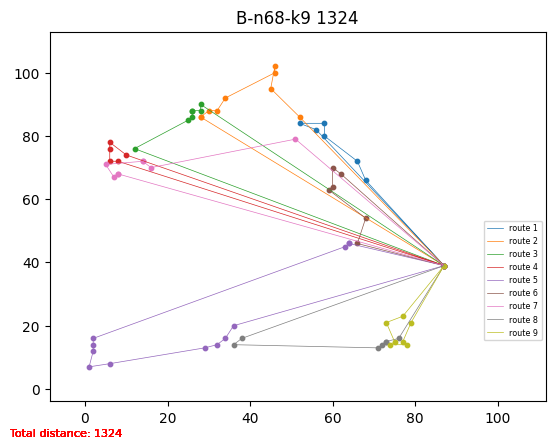 B-n68-k9 1324
100
80
60
40
20
0
0 20 40 60 80 100
route 1
route 2
route 3
route 4
route 5
route 6
route 7
route 8
route 9
Total distance: 1324